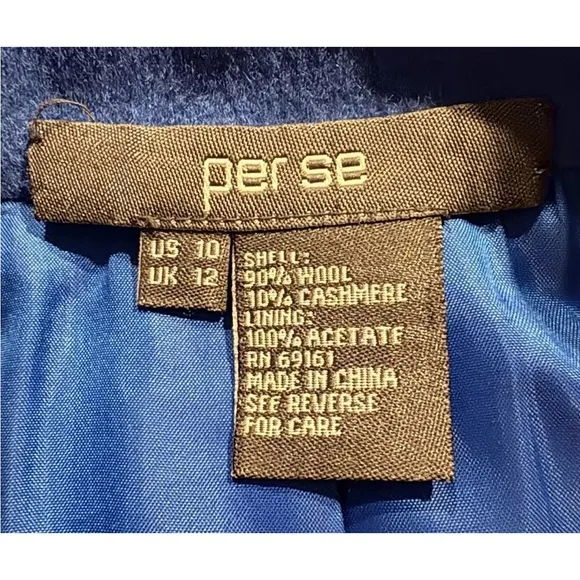 per se
US 10
UK 12
SHELL:
90% WOOL
10% CASHMERE
LINING:
100% ACETATE
RN 69161
MADE IN CHINA
SEE REVERSE
FOR CARE